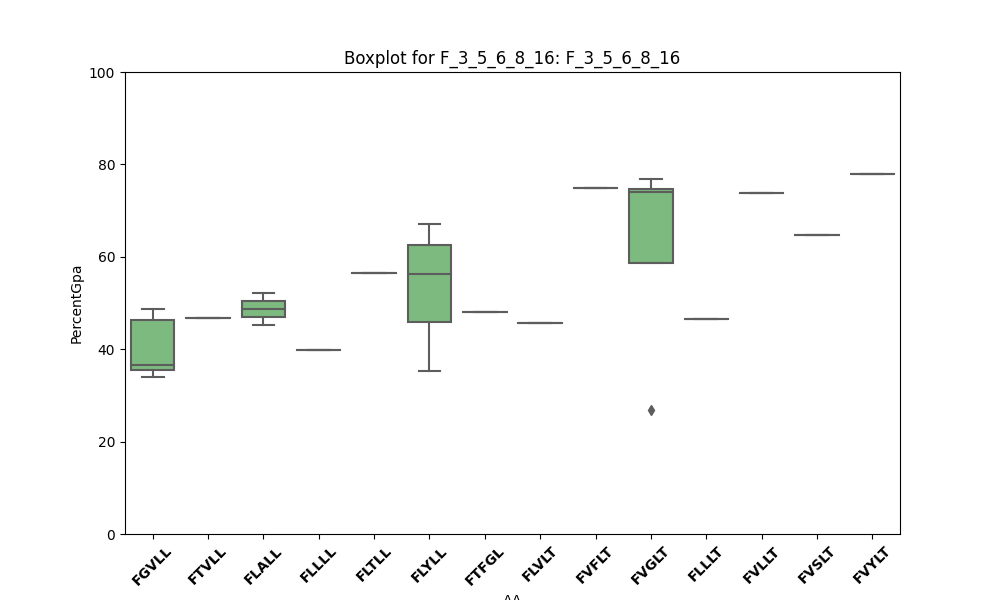 Boxplot for F_3_5_6_8_16: F_3_5_6_8_16
100
80
60
40
20
0
PercentGpa
FGVLL
FTVLL
FLALL
FLLLL
FLTLL
FLYLL
FTFGL
FLVLT
FVFLT
FVGLT
FLLLT
FVLLT
FVSLT
FVYLT
AA